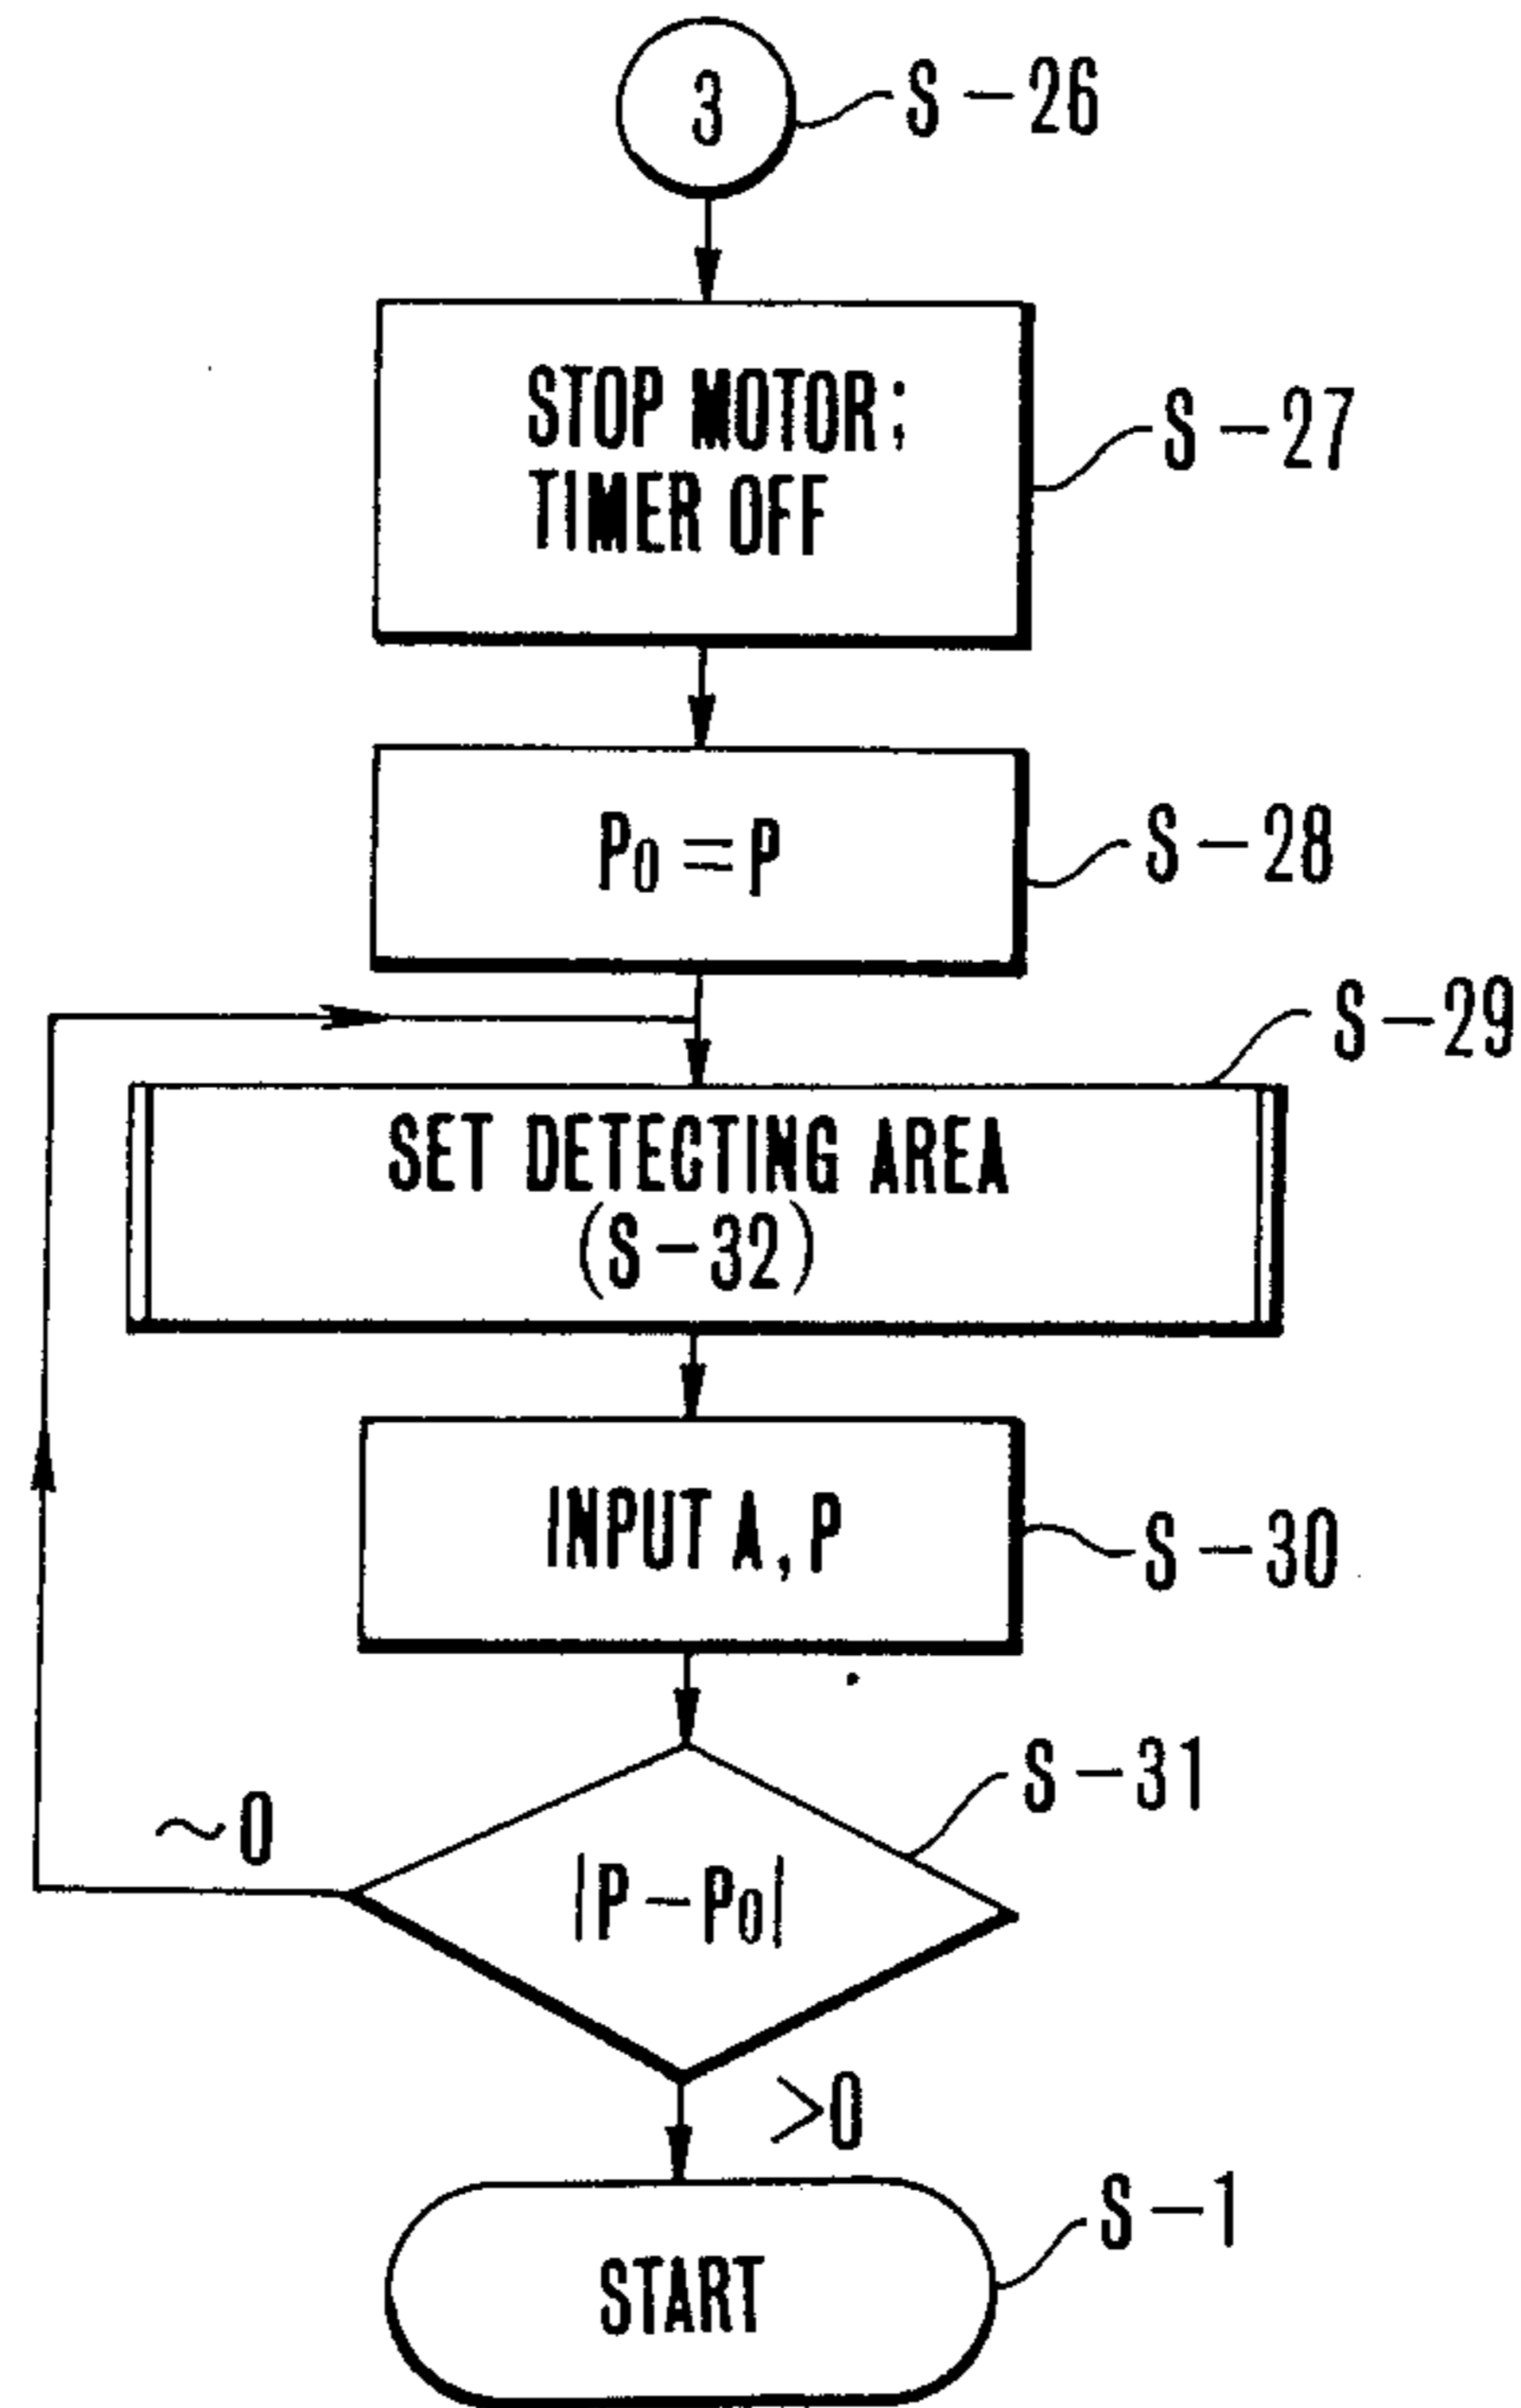 3
S-26
STOP MOTOR;
TIMER OFF
S-27
P0=P
S-28
S-29
SET DETECTING AREA
(S-32)
INPUT A, P
S-30
S-31
~0
|P-P0|
>0
S-1
START